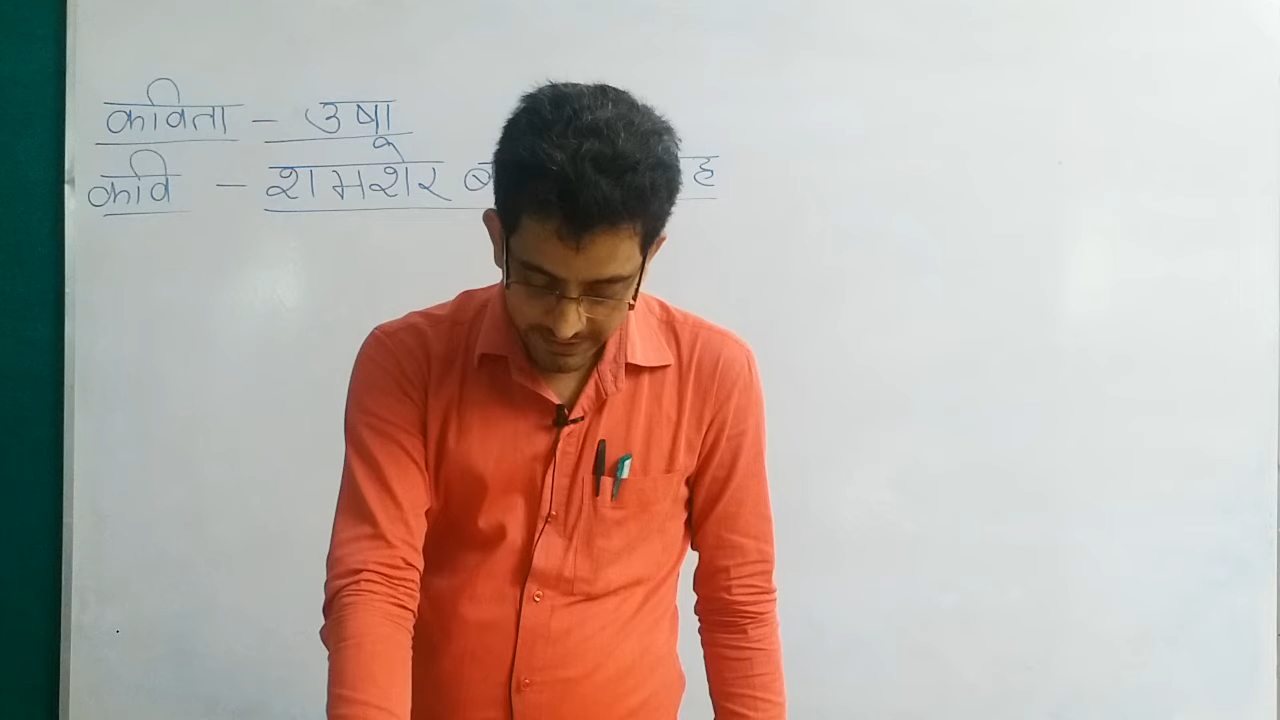 कविता - उषा
कवि - शमशेर